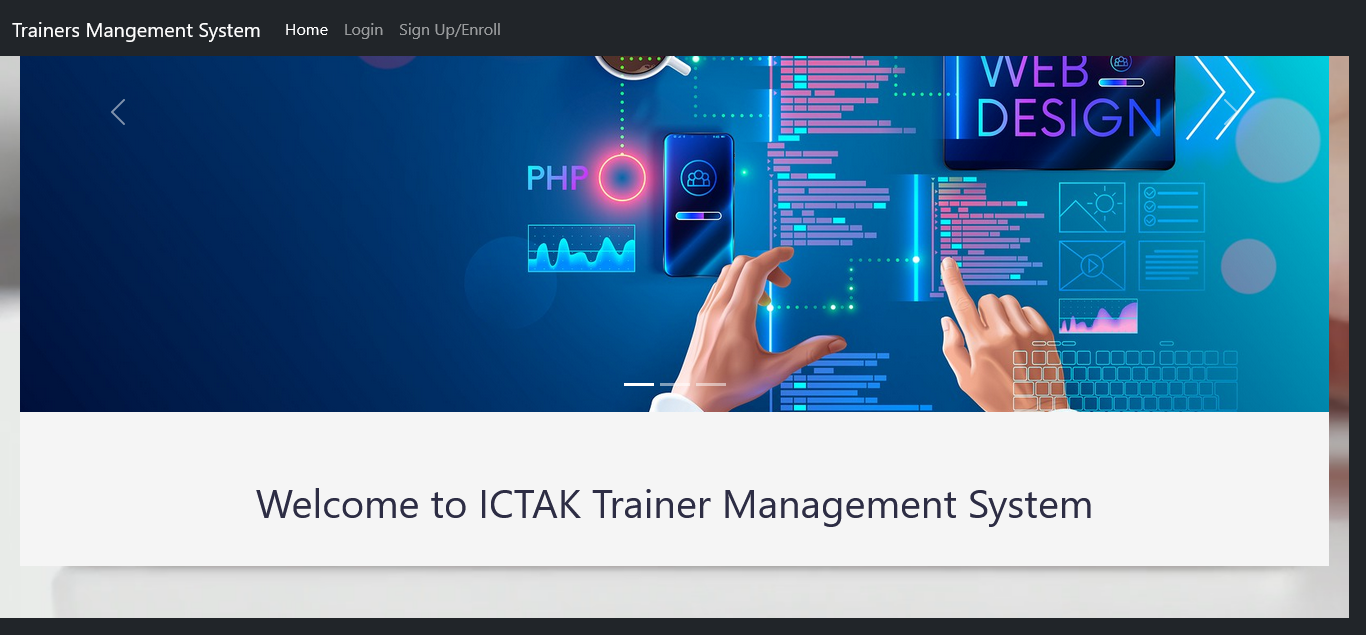 Trainers Mangement System Home Login Sign Up/Enroll
WEB
DESIGN
PHP
Welcome to ICTAK Trainer Management System